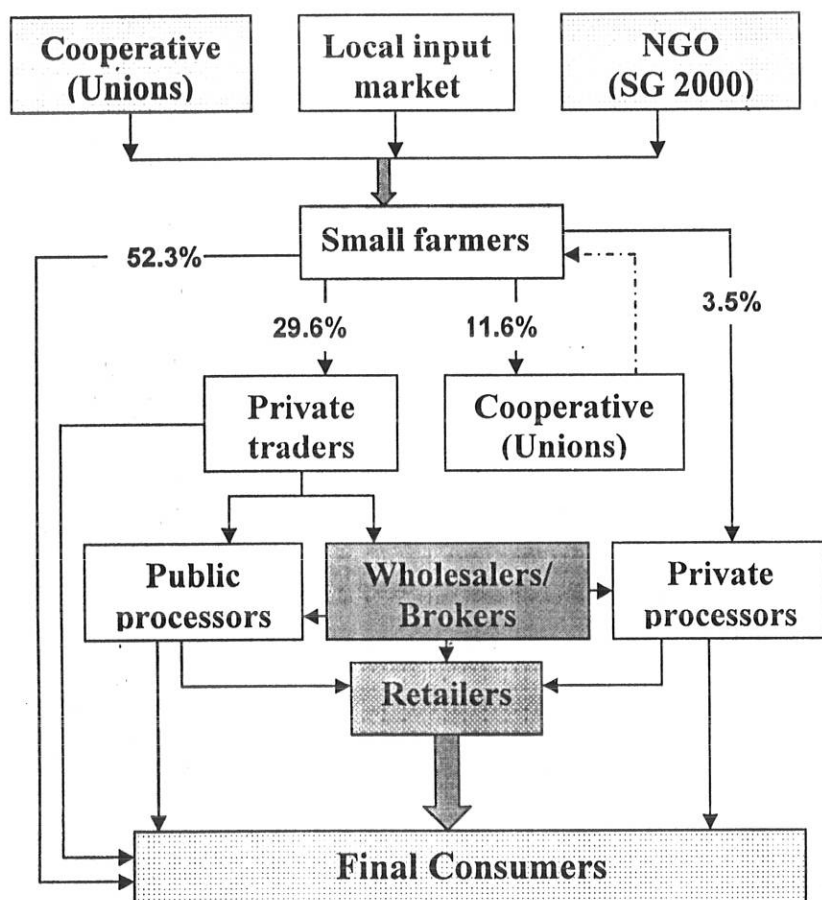 Cooperative
(Unions)
Local input
market
NGO
(SG 2000)
Small farmers
52.3%
29.6%
11.6%
3.5%
Private
traders
Cooperative
(Unions)
Public
processors
Wholesalers/
Brokers
Private
processors
Retailers
Final Consumers